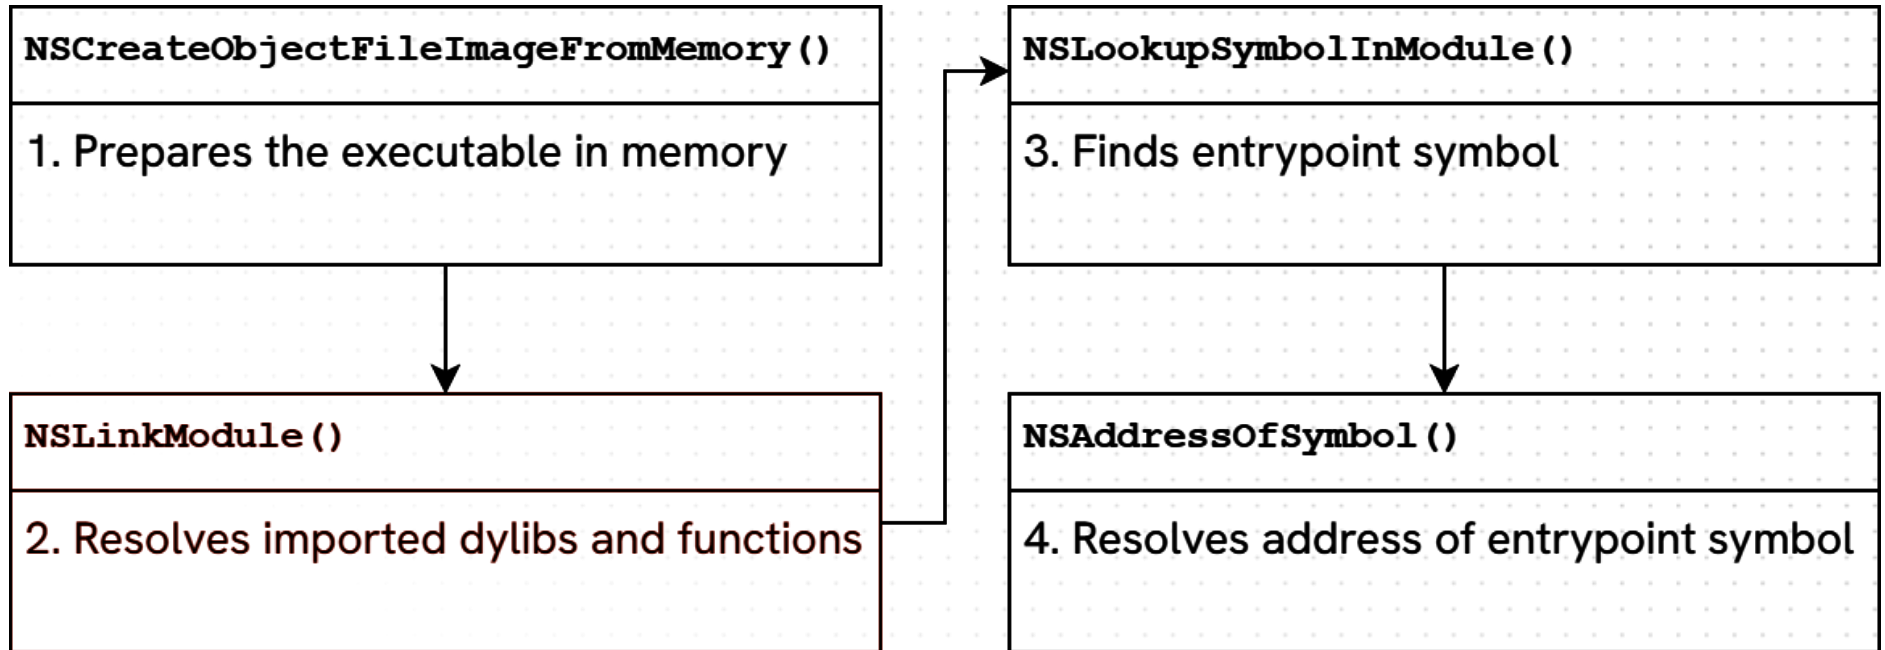 NSCreateObjectFileImageFromMemory()
1. Prepares the executable in memory
NSLinkModule()
2. Resolves imported dylibs and functions
NSLookupSymbolInModule()
3. Finds entrypoint symbol
NSAddressOfSymbol()
4. Resolves address of entrypoint symbol